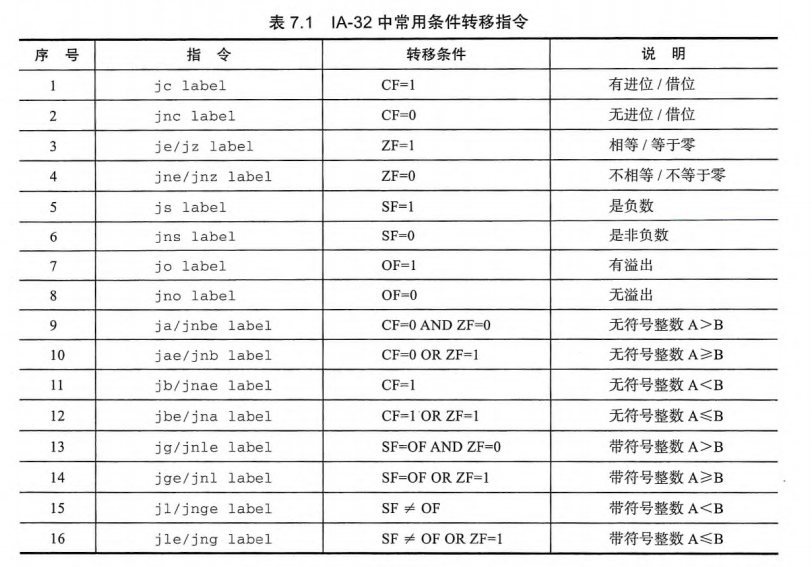 表 7.1 IA-32 中常用条件转移指令
序 号 指 令 转移条件 说 明
1 jc label CF=1 有进位 / 借位
2 jnc label CF=0 无进位 / 借位
3 je/jz label ZF=1 相等 / 等于零
4 jne/jnz label ZF=0 不相等 / 不等于零
5 js label SF=1 是负数
6 jns label SF=0 是非负数
7 jo label OF=1 有溢出
8 jno label OF=0 无溢出
9 ja/jnbe label CF=0 AND ZF=0 无符号整数 A>B
10 jae/jnb label CF=0 OR ZF=1 无符号整数 A≥B
11 jb/jnae label CF=1 无符号整数 A<B
12 jbe/jna label CF=1 OR ZF=1 无符号整数 A≤B
13 jg/jnle label SF=OF AND ZF=0 带符号整数 A>B
14 jge/jnl label SF=OF OR ZF=1 带符号整数 A≥B
15 jl/jnge label SF ≠ OF 带符号整数 A<B
16 jle/jng label SF ≠ OF OR ZF=1 带符号整数 A≤B